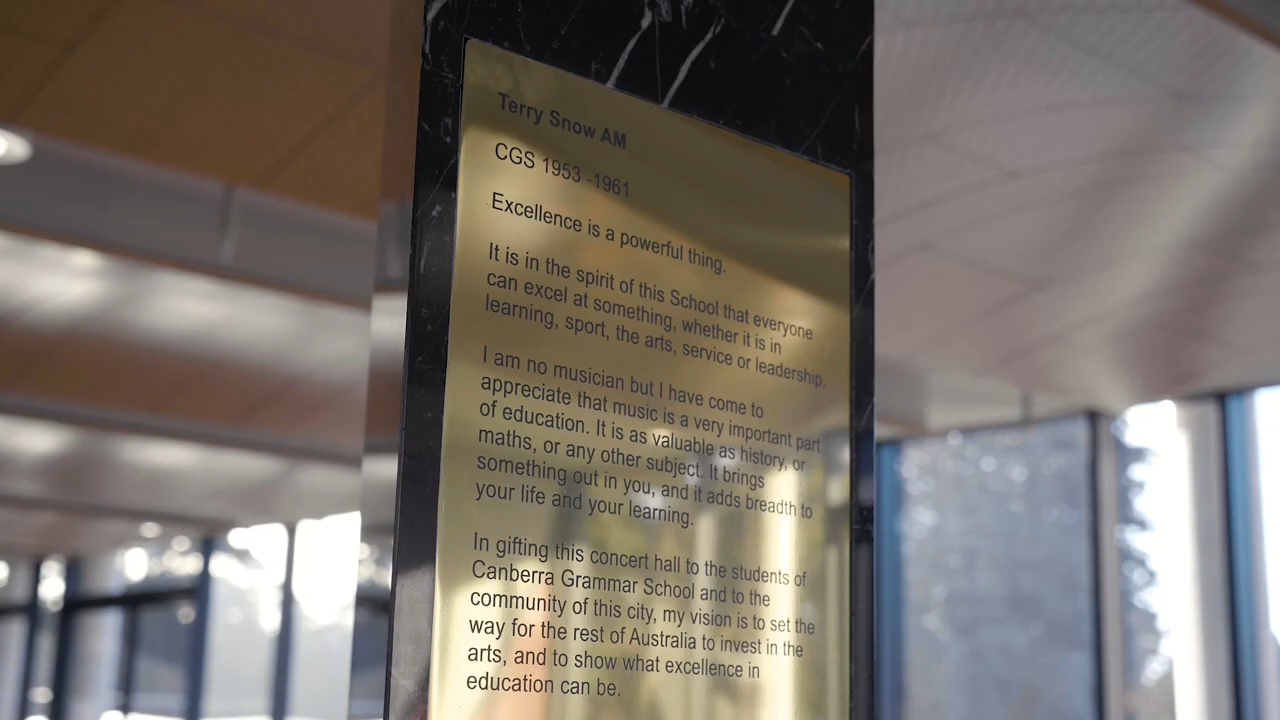 Terry Snow AM
CGS 1953 -1961
Excellence is a powerful thing.
It is in the spirit of this School that everyone
can excel at something, whether it is in
learning, sport, the arts, service or leadership.
I am no musician but I have come to
appreciate that music is a very important part
of education. It is as valuable as history, or
maths, or any other subject. It brings
something out in you, and it adds breadth to
your life and your learning.
In gifting this concert hall to the students of
Canberra Grammar School and to the
community of this city, my vision is to set the
way for the rest of Australia to invest in the
arts, and to show what excellence in
education can be.